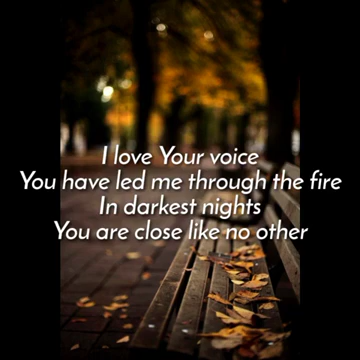 I love Your voice
You have led me through the fire
In darkest nights
You are close like no other